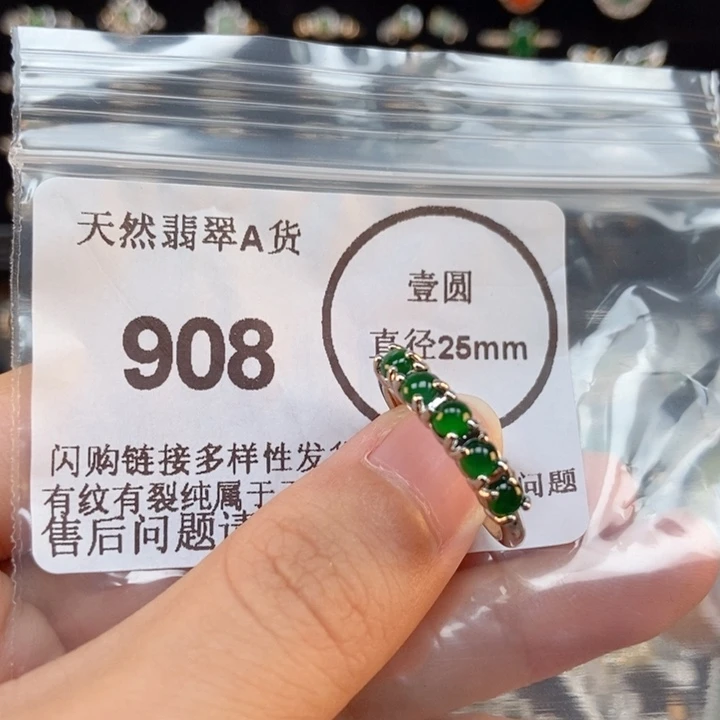 天然翡翠A货
壹圆
直径25mm
908
闪购链接多样性发
有纹有裂纯属于
问题
售后问题请